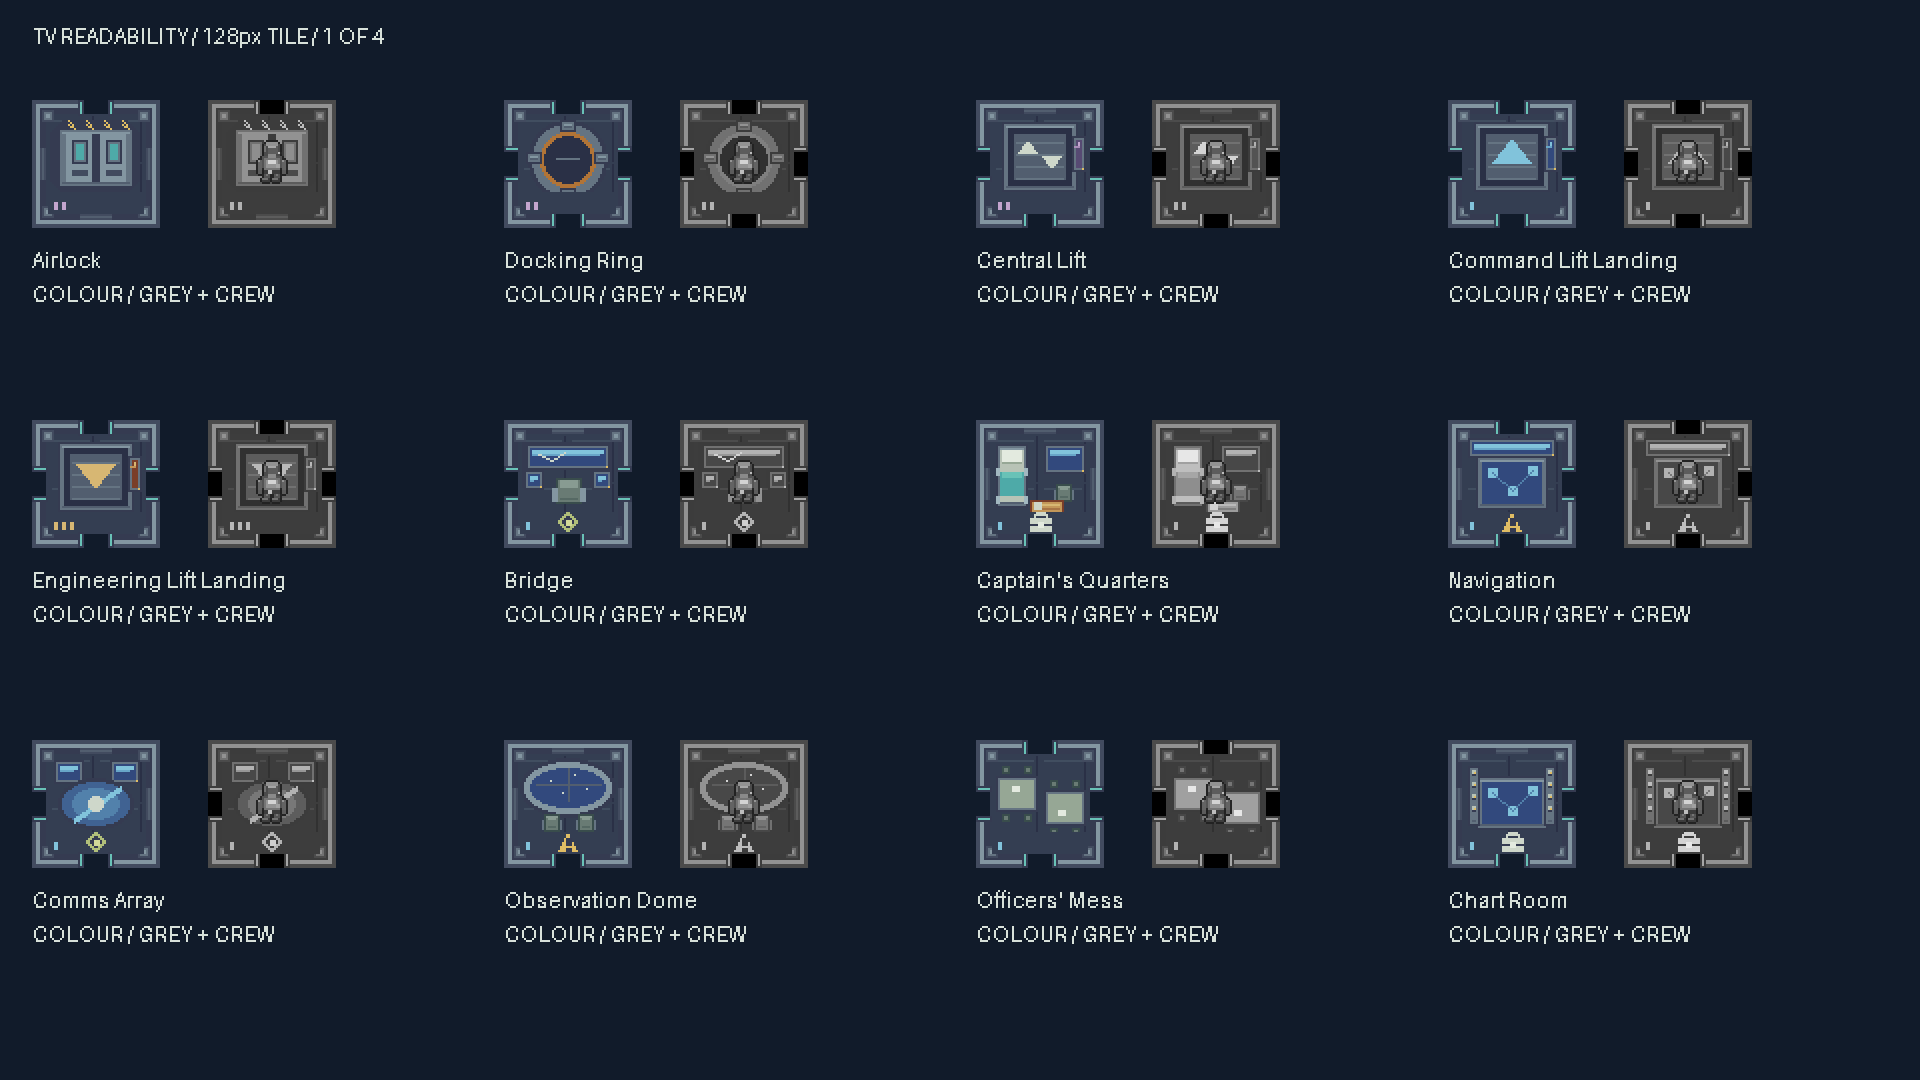 TV READABILITY / 128px TILE / 1 OF 4
Airlock
COLOUR / GREY + CREW
Docking Ring
COLOUR / GREY + CREW
Central Lift
COLOUR / GREY + CREW
Command Lift Landing
COLOUR / GREY + CREW
Engineering Lift Landing
COLOUR / GREY + CREW
Bridge
COLOUR / GREY + CREW
Captain's Quarters
COLOUR / GREY + CREW
Navigation
COLOUR / GREY + CREW
Comms Array
COLOUR / GREY + CREW
Observation Dome
COLOUR / GREY + CREW
Officers' Mess
COLOUR / GREY + CREW
Chart Room
COLOUR / GREY + CREW